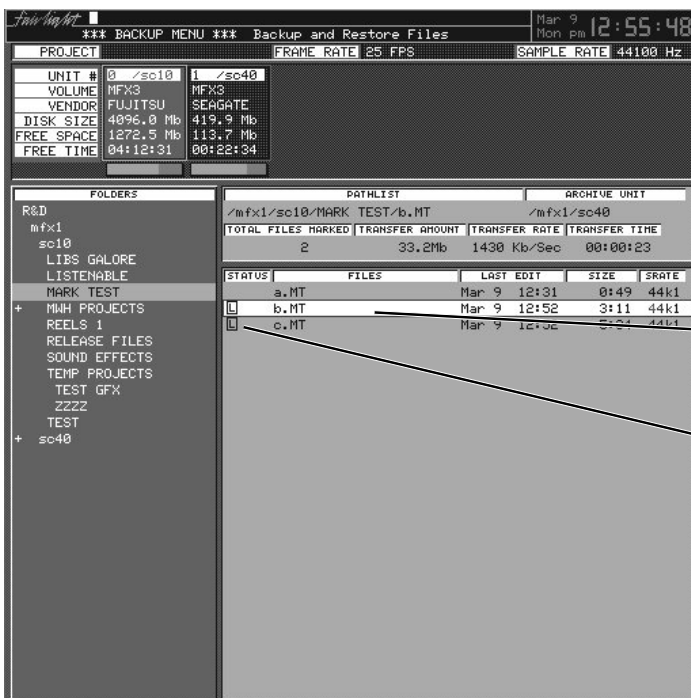 Fairlight
*** BACKUP MENU *** Backup and Restore Files
Mar 9
Mon pm 12:55:48
PROJECT FRAME RATE 25 FPS SAMPLE RATE 44100 Hz
UNIT # 0 /sc10 1 /sc40
VOLUME MFX3 MFX3
VENDOR FUJITSU SEAGATE
DISK SIZE 4096.0 Mb 419.9 Mb
FREE SPACE 1272.5 Mb 113.7 Mb
FREE TIME 04:12:31 00:22:34
FOLDERS
R&D
mfx1
sc10
LIBS GALORE
LISTENABLE
MARK TEST
+ MWH PROJECTS
REELS 1
RELEASE FILES
SOUND EFFECTS
TEMP PROJECTS
TEST GFX
ZZZZ
TEST
+ sc40
PATHLIST ARCHIVE UNIT
/mfx1/sc10/MARK TEST/b.MT /mfx1/sc40
TOTAL FILES MARKED TRANSFER AMOUNT TRANSFER RATE TRANSFER TIME
2 33.2Mb 1430 Kb/Sec 00:00:23
STATUS FILES LAST EDIT SIZE SRATE
a.MT Mar 9 12:31 0:49 44k1
L b.MT Mar 9 12:52 3:11 44k1
L c.MT Mar 9 12:52 44k1